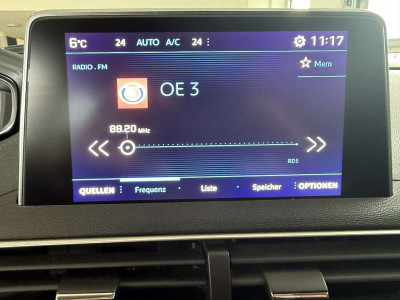 6°C 24 AUTO A/C 24 11:17
RADIO . FM
Mem
OE 3
88.20 MHz
RDS
QUELLEN Frequenz Liste Speicher OPTIONEN